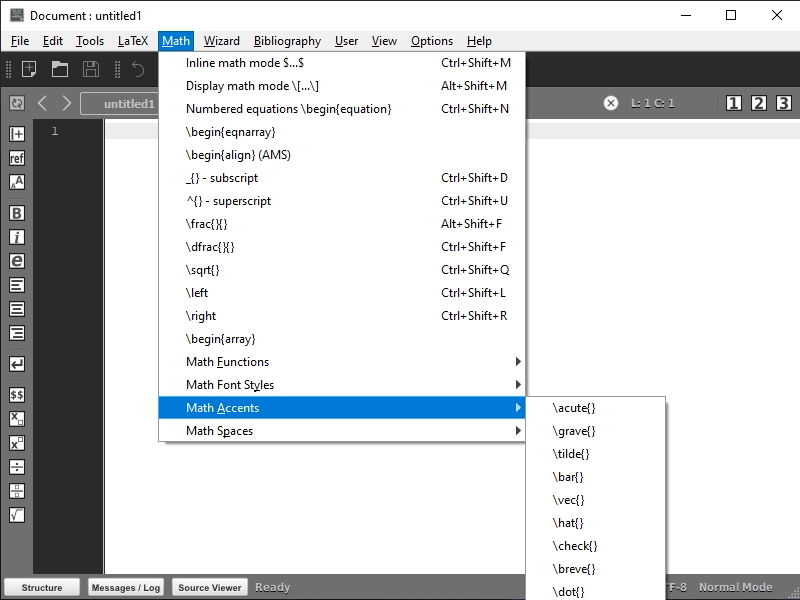 Document : untitled1
File Edit Tools LaTeX Math Wizard Bibliography User View Options Help
Inline math mode $...$ Ctrl+Shift+M
Display math mode \[...\] Alt+Shift+M
untitled1
L: 1 C: 1
1 2 3
Numbered equations \begin{equation} Ctrl+Shift+N
1
\begin{eqnarray}
\begin{align} (AMS)
ref
_{} - subscript Ctrl+Shift+D
^{} - superscript Ctrl+Shift+U
B
\frac{}{} Alt+Shift+F
i
\dfrac{}{} Ctrl+Shift+F
e
\sqrt{} Ctrl+Shift+Q
\left Ctrl+Shift+L
\right Ctrl+Shift+R
\begin{array}
Math Functions
Math Font Styles
$$
Math Accents
Math Spaces
\acute{}
\grave{}
\tilde{}
\bar{}
\vec{}
\hat{}
\check{}
\breve{}
\dot{}
Structure Messages / Log Source Viewer Ready
F-8 Normal Mode